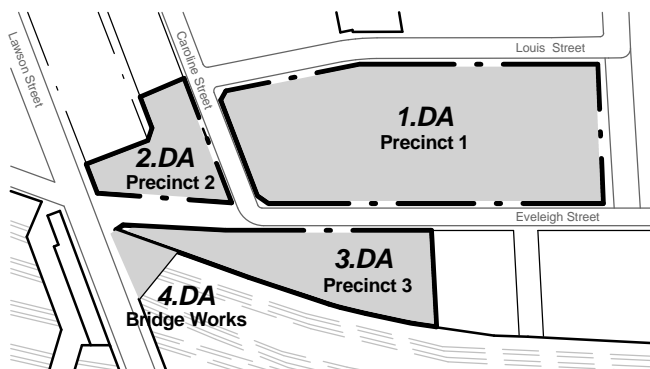 Lawson Street
Caroline Street
Louis Street
1.DA
Precinct 1
2.DA
Precinct 2
Eveleigh Street
3.DA
Precinct 3
4.DA
Bridge Works